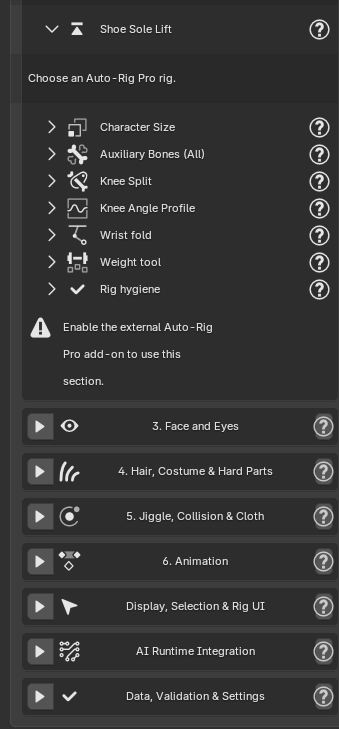 Shoe Sole Lift
Choose an Auto-Rig Pro rig.
Character Size
Auxiliary Bones (All)
Knee Split
Knee Angle Profile
Wrist fold
Weight tool
Rig hygiene
Enable the external Auto-Rig
Pro add-on to use this
section.
3. Face and Eyes
4. Hair, Costume & Hard Parts
5. Jiggle, Collision & Cloth
6. Animation
Display, Selection & Rig UI
AI Runtime Integration
Data, Validation & Settings